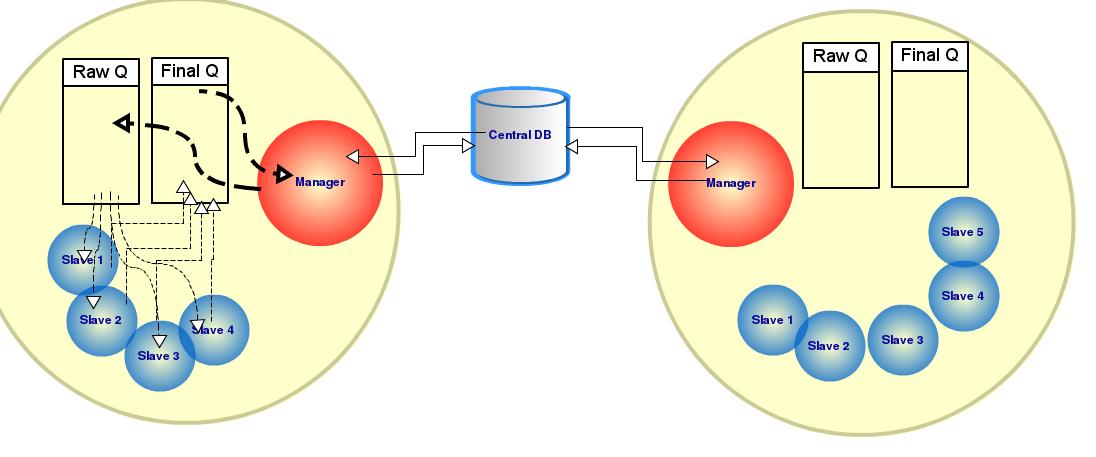 Raw Q
Final Q
Manager
Slave 1
Slave 2
Slave 3
Slave 4
Central DB
Raw Q
Final Q
Manager
Slave 5
Slave 4
Slave 1
Slave 2
Slave 3